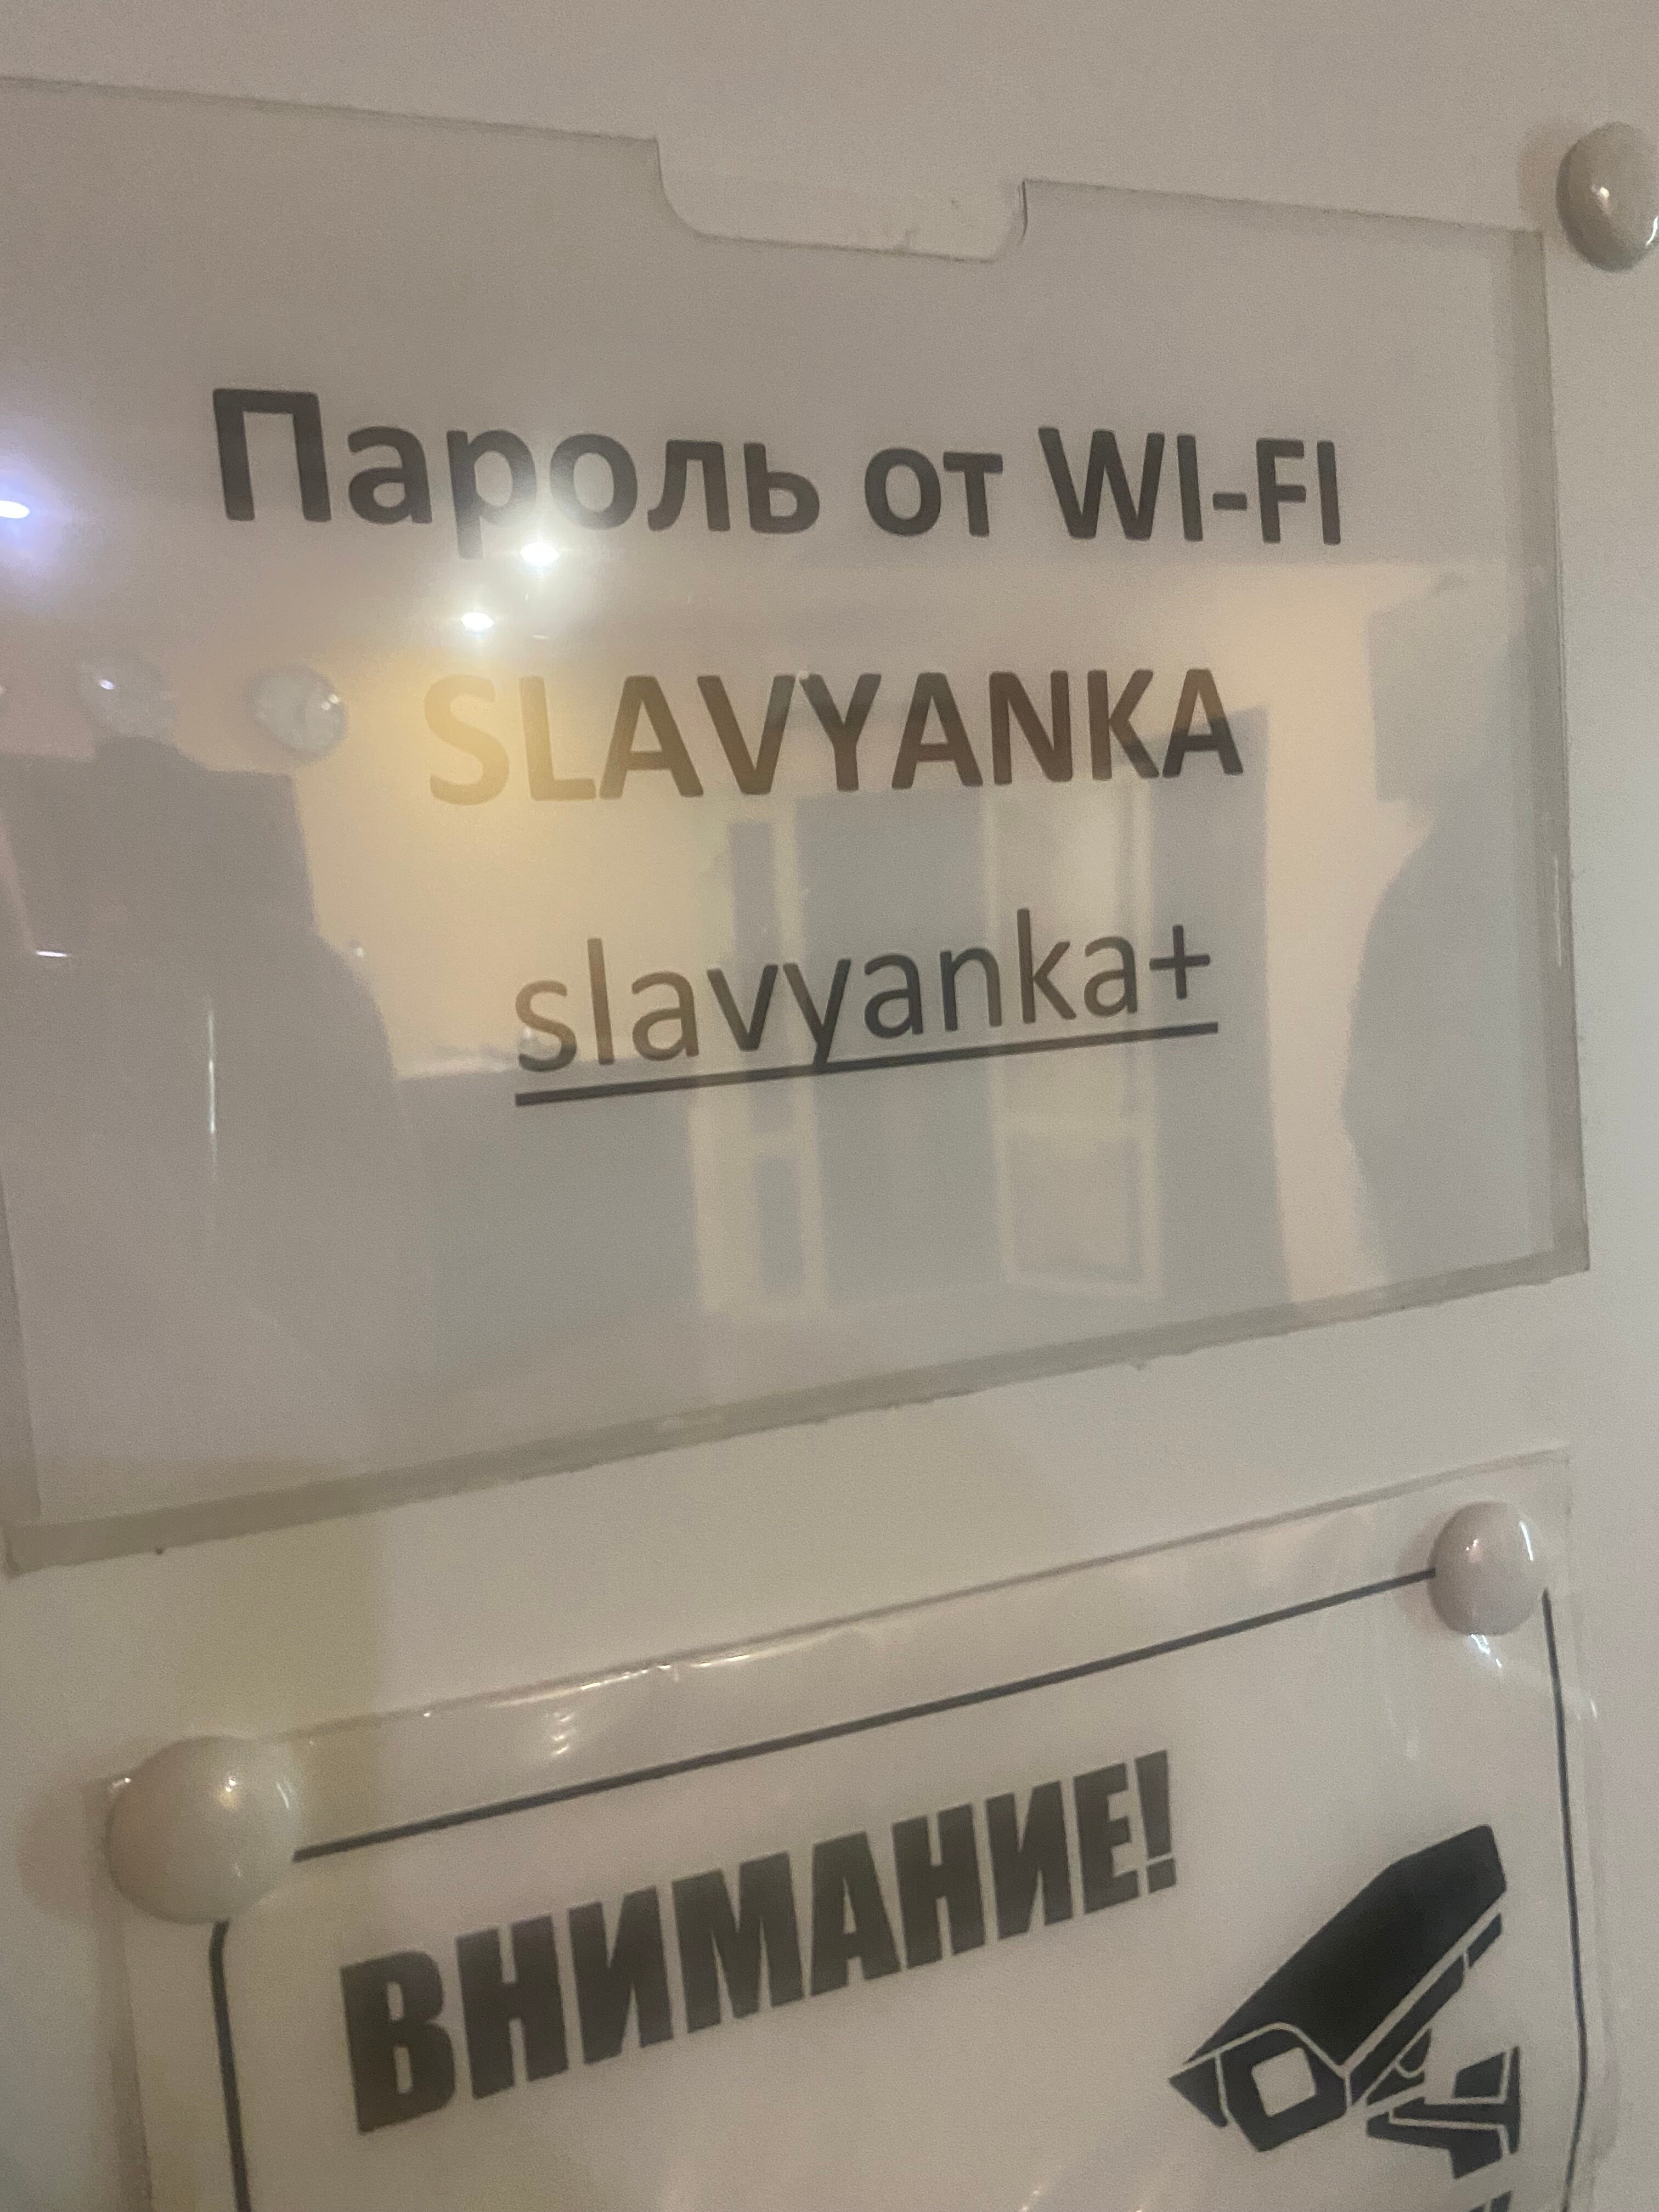 Пароль от WI-FI
SLAVYANKA
slavyanka+
ВНИМАНИЕ!